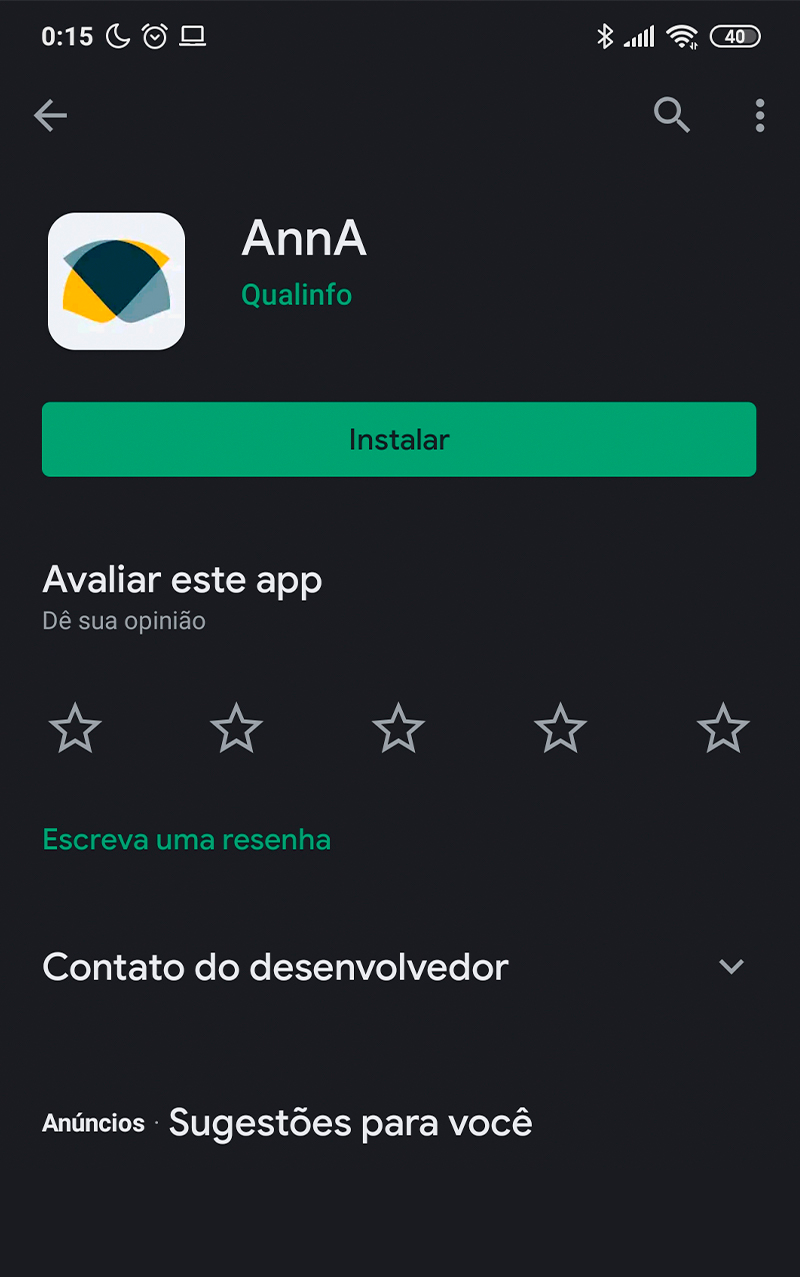 0:15
40
AnnA
Qualinfo
Instalar
Avaliar este app
Dê sua opinião
Escreva uma resenha
Contato do desenvolvedor
Anúncios · Sugestões para você